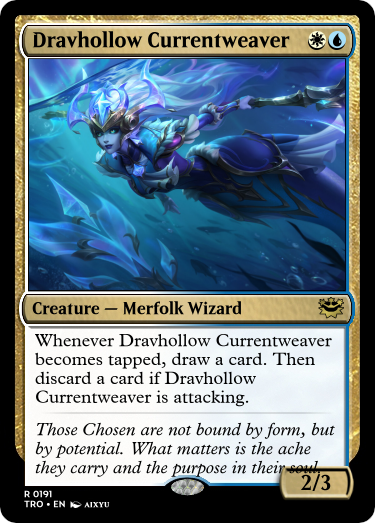 Dravhollow Currentweaver
Creature — Merfolk Wizard
Whenever Dravhollow Currentweaver
becomes tapped, draw a card. Then
discard a card if Dravhollow
Currentweaver is attacking.
Those Chosen are not bound by form, but
by potential. What matters is the ache
they carry and the purpose in their soul.
2/3
R 0191
TRO • EN AIXYU